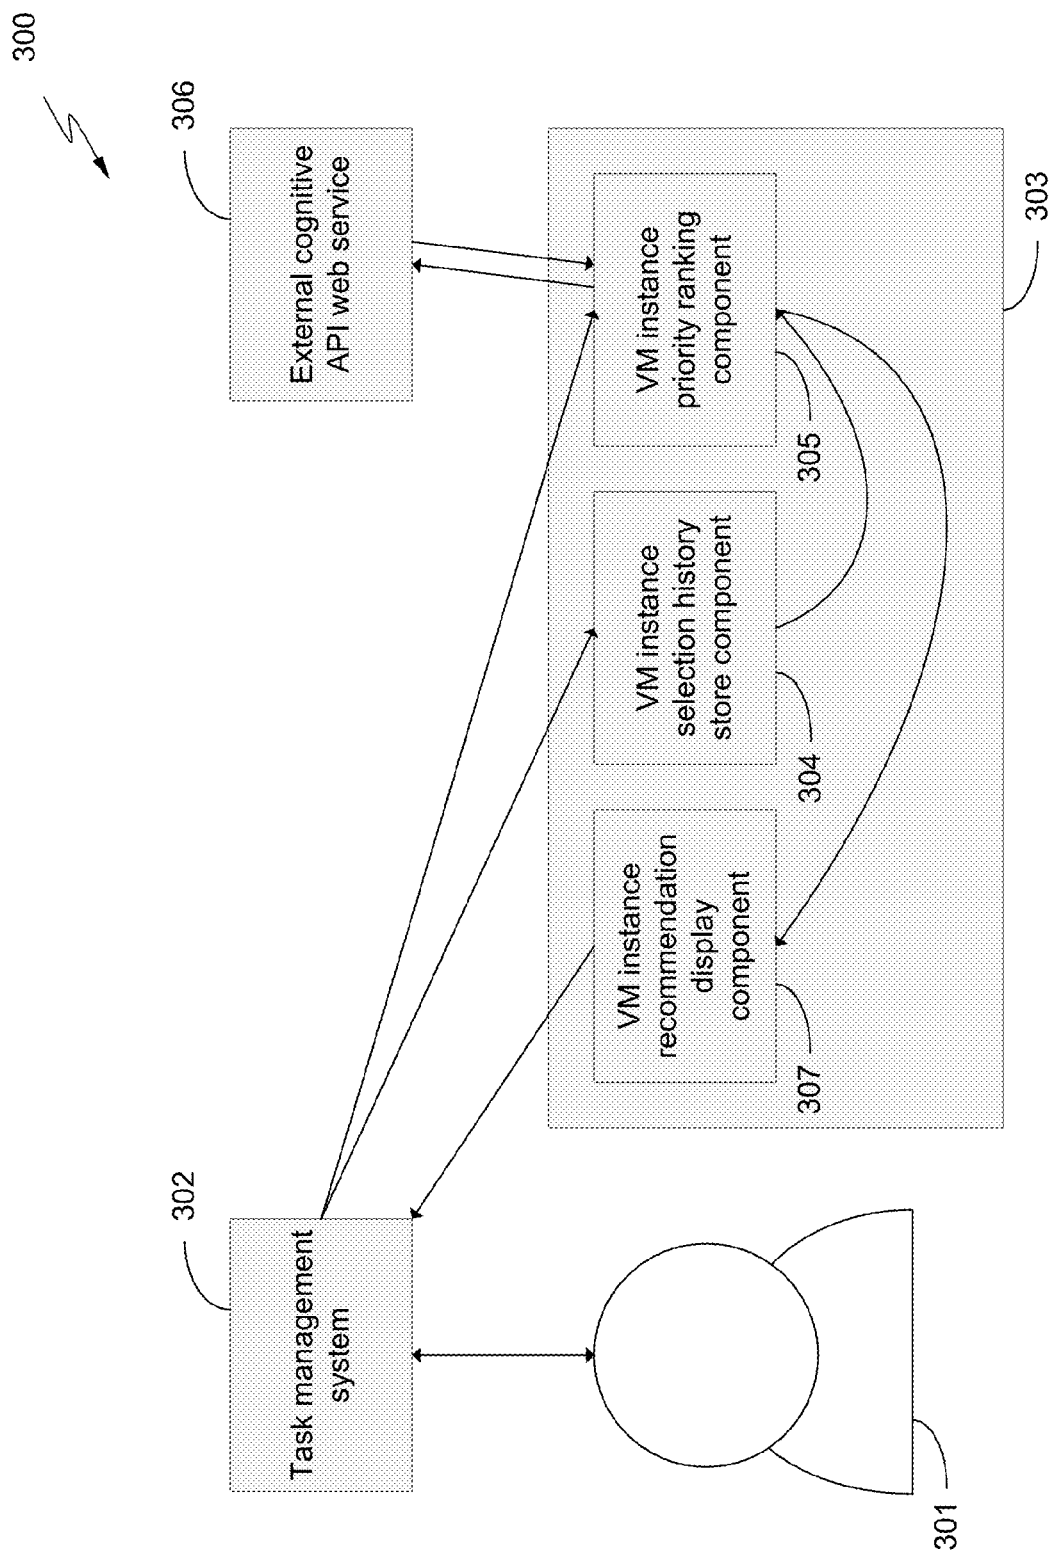 300
302
Task management
system
306
External cognitive
API web service
301
VM instance
recommendation
display
component
307
VM instance
selection history
store component
304
VM instance
priority ranking
component
305
303